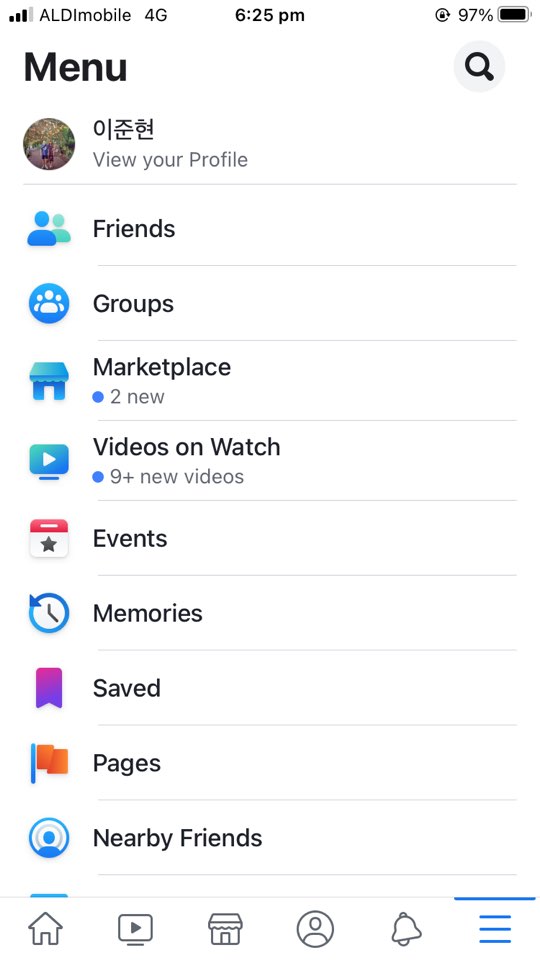 ALDImobile 4G 6:25 pm 97%
Menu
이준현
View your Profile
Friends
Groups
Marketplace
2 new
Videos on Watch
9+ new videos
Events
Memories
Saved
Pages
Nearby Friends